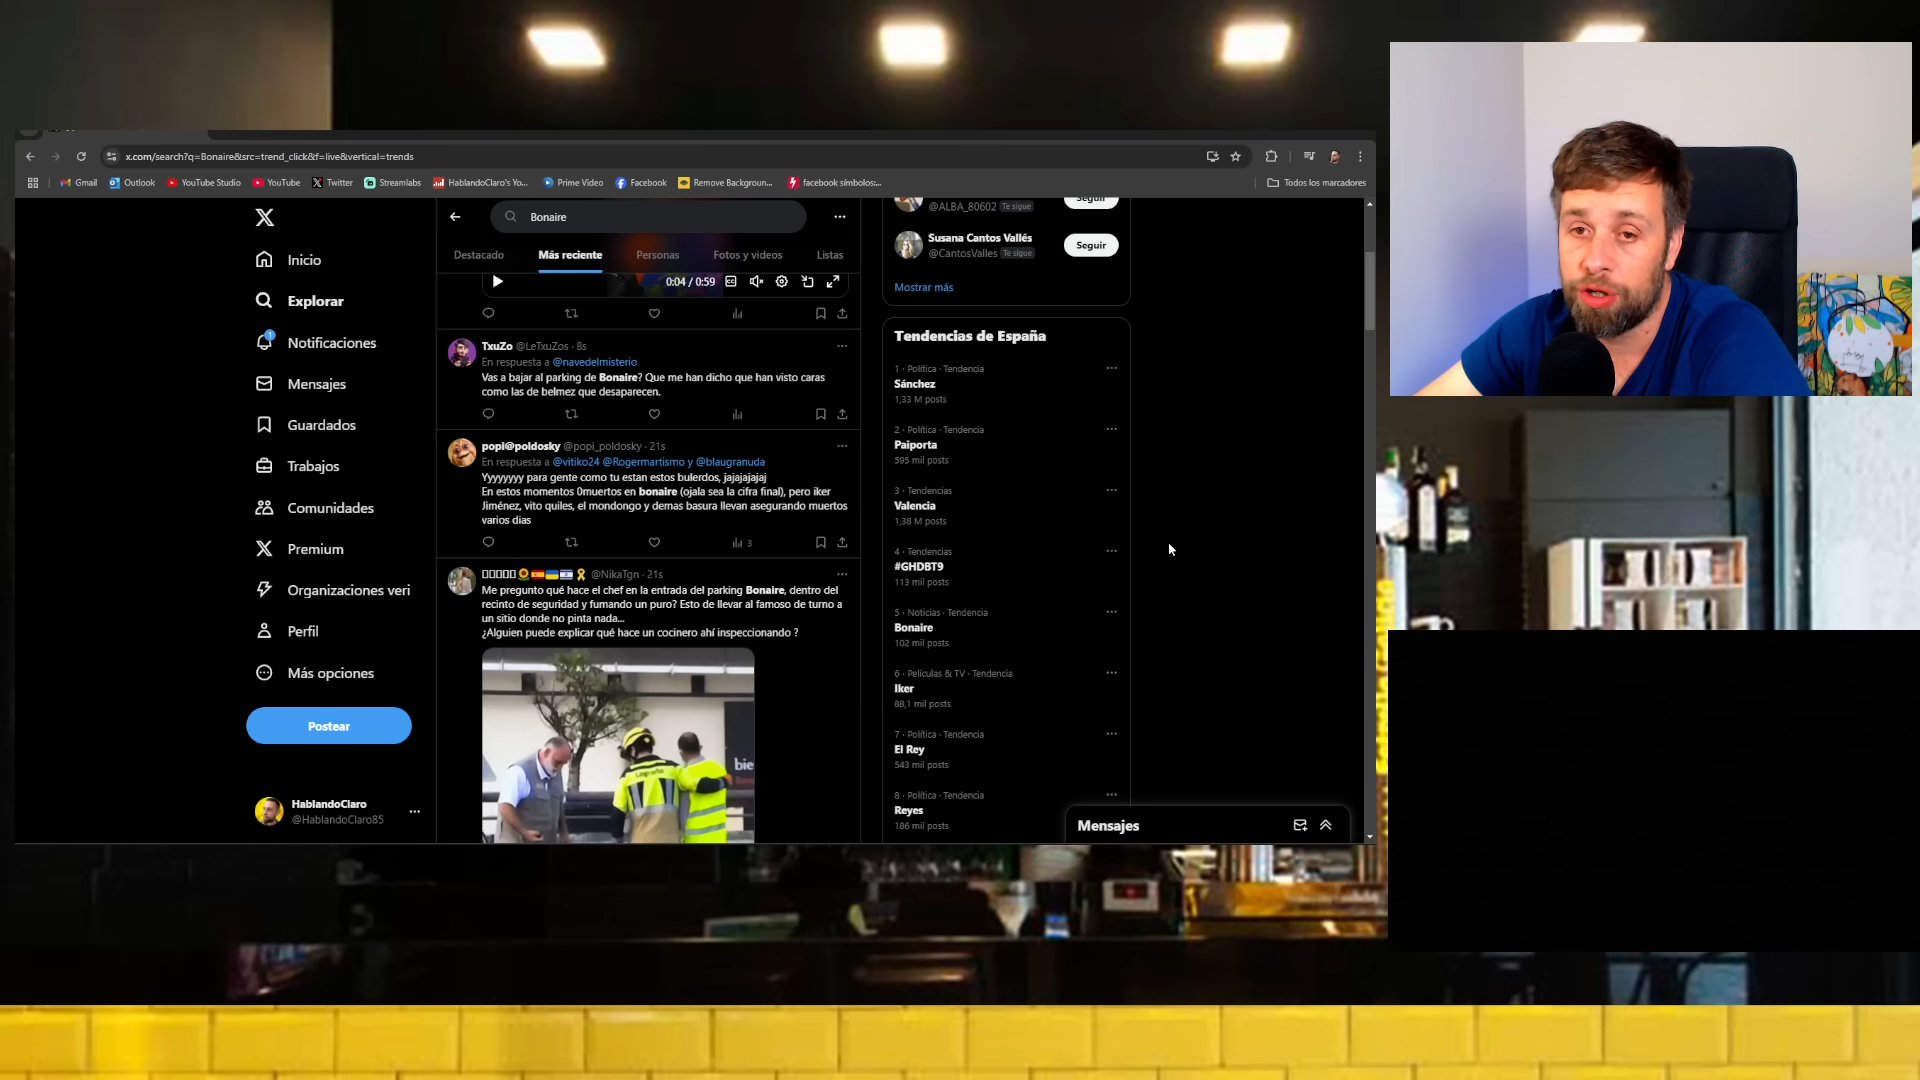 x.com/search?q=Bonaire&src=trend_click&f=live&vertical=trends
Gmail
Outlook
YouTube Studio
YouTube
Twitter
Streamlabs
HablandoClaro's Yo...
Prime Video
Facebook
Remove Backgroun...
facebook símbolos:...
Todos los marcadores
Inicio
Explorar
1
Notificaciones
Mensajes
Guardados
Trabajos
Comunidades
Premium
Organizaciones veri
Perfil
Más opciones
Postear
HablandoClaro
@HablandoClaro85
Bonaire
Destacado
Más reciente
Personas
Fotos y videos
Listas
0:04 / 0:59
TxuZo @LeTxuZos · 8s
En respuesta a @navedelmisterio
Vas a bajar al parking de Bonaire? Que me han dicho que han visto caras
como las de belmez que desaparecen.
popi@poldosky @popi_poldosky · 21s
En respuesta a @vitiko24 @Rogermartismo y @blaugranuda
Yyyyyyyy para gente como tu estan estos bulerdos, jajajajajaj
En estos momentos 0muertos en bonaire (ojala sea la cifra final), pero iker
Jiménez, vito quiles, el mondongo y demas basura llevan asegurando muertos
varios dias
3
@NikaTgn · 21s
Me pregunto qué hace el chef en la entrada del parking Bonaire, dentro del
recinto de seguridad y fumando un puro? Esto de llevar al famoso de turno a
un sitio donde no pinta nada...
¿Alguien puede explicar qué hace un cocinero ahí inspeccionando ?
Logroño
bie
@ALBA_80602 Te sigue
Seguir
Susana Cantos Vallés
@CantosValles Te sigue
Seguir
Mostrar más
Tendencias de España
1 · Política · Tendencia
Sánchez
1,33 M posts
2 · Política · Tendencia
Paiporta
595 mil posts
3 · Tendencias
Valencia
1,38 M posts
4 · Tendencias
#GHDBT9
113 mil posts
5 · Noticias · Tendencia
Bonaire
102 mil posts
6 · Películas & TV · Tendencia
Iker
88,1 mil posts
7 · Política · Tendencia
El Rey
543 mil posts
8 · Política · Tendencia
Reyes
186 mil posts
Mensajes